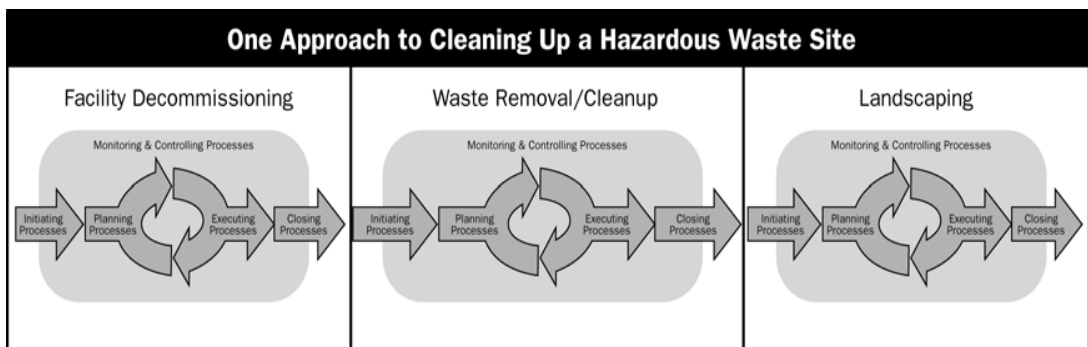 One Approach to Cleaning Up a Hazardous Waste Site
Facility Decommissioning
Monitoring & Controlling Processes
Initiating
Processes
Planning
Processes
Executing
Processes
Closing
Processes
Waste Removal/Cleanup
Monitoring & Controlling Processes
Initiating
Processes
Planning
Processes
Executing
Processes
Closing
Processes
Landscaping
Monitoring & Controlling Processes
Initiating
Processes
Planning
Processes
Executing
Processes
Closing
Processes